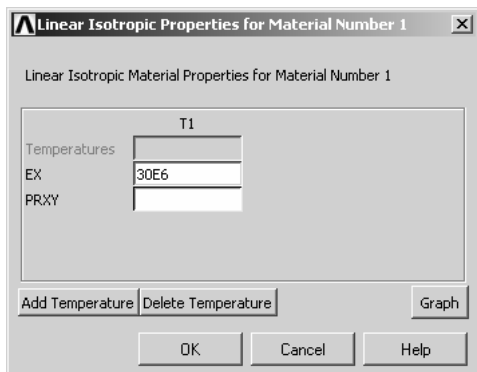 Linear Isotropic Properties for Material Number 1
Linear Isotropic Material Properties for Material Number 1
T1
Temperatures
EX 30E6
PRXY
Add Temperature Delete Temperature Graph
OK Cancel Help